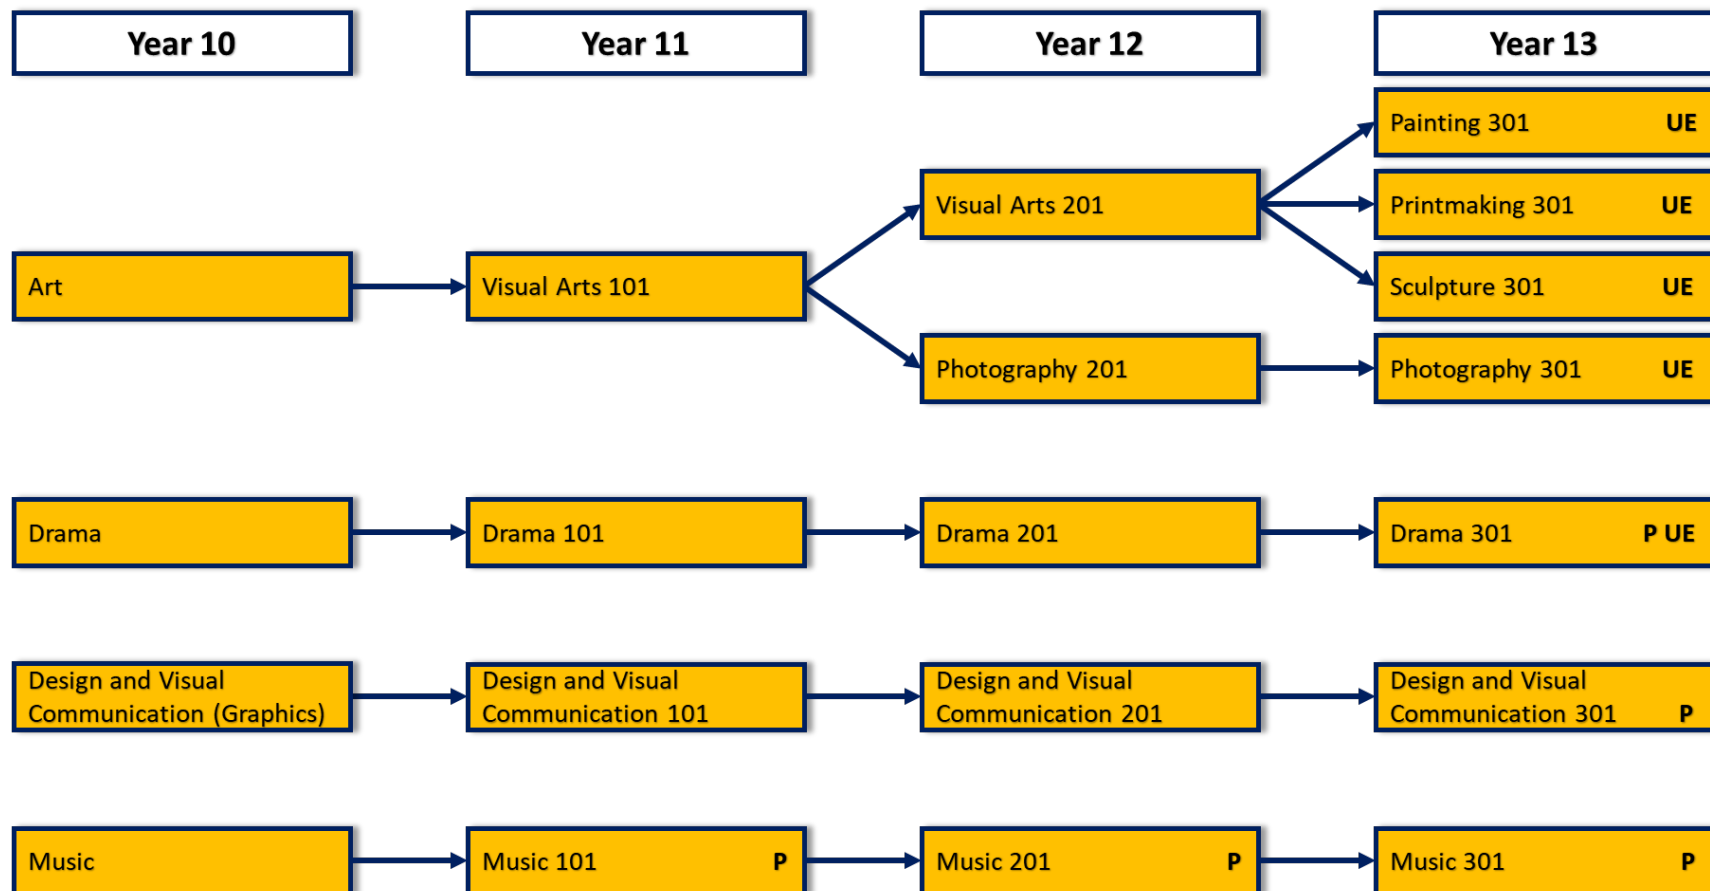 Year 10
Year 11
Year 12
Year 13
Painting 301 UE
Visual Arts 201
Printmaking 301 UE
Art
Visual Arts 101
Sculpture 301 UE
Photography 201
Photography 301 UE
Drama
Drama 101
Drama 201
Drama 301 P UE
Design and Visual
Communication (Graphics)
Design and Visual
Communication 101
Design and Visual
Communication 201
Design and Visual
Communication 301 P
Music
Music 101 P
Music 201 P
Music 301 P